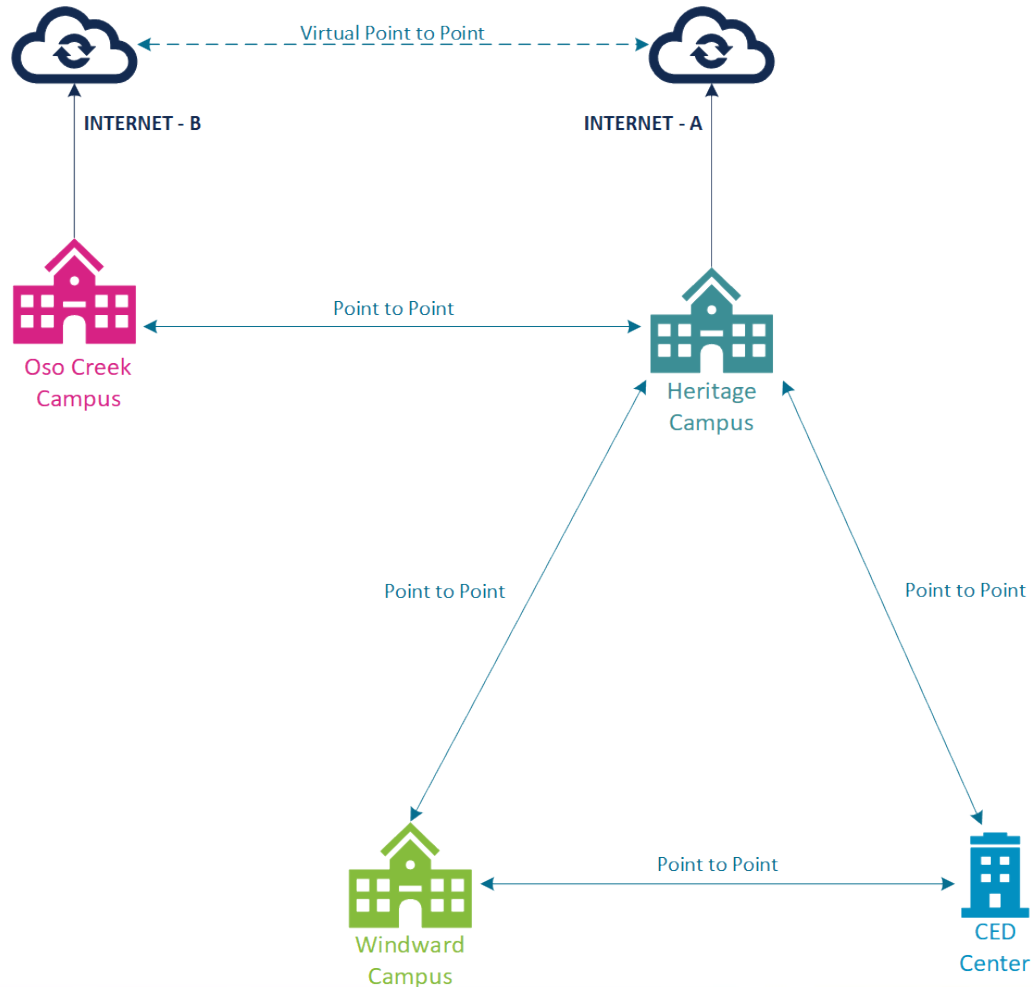 Virtual Point to Point
INTERNET - B
INTERNET - A
Point to Point
Oso Creek
Campus
Heritage
Campus
Point to Point
Point to Point
Point to Point
Windward
Campus
CED
Center